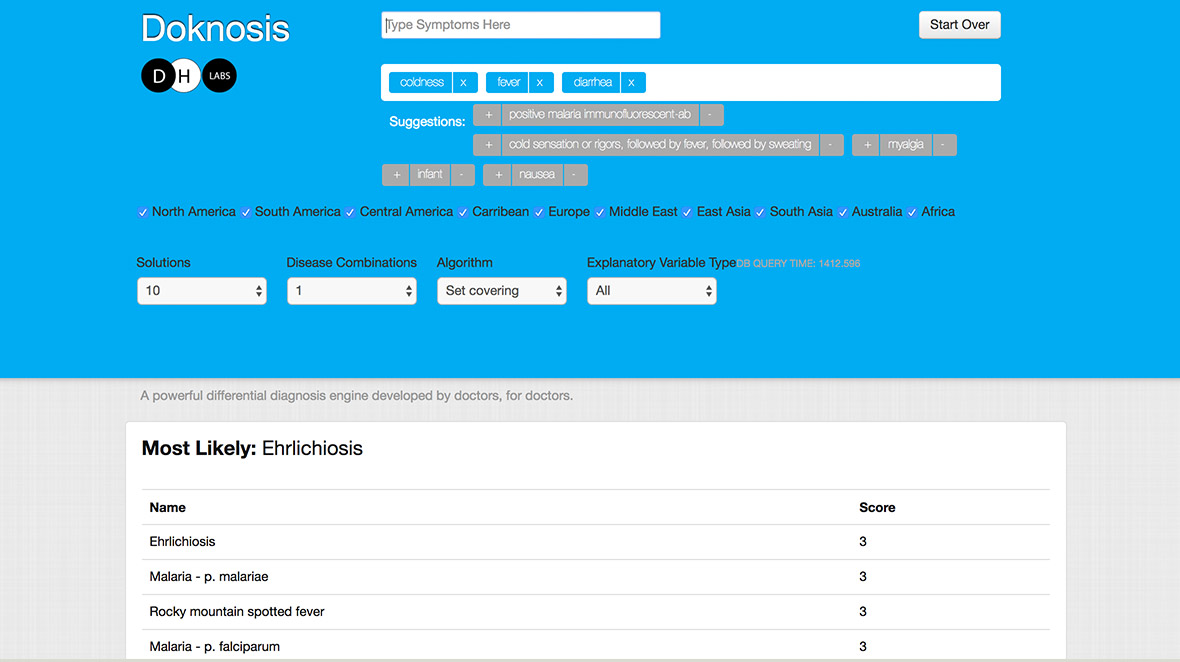 Doknosis
Type Symptoms Here
Start Over
D H LABS
coldness x fever x diarrhea x
Suggestions: + positive malaria immunofluorescent-ab -
+ cold sensation or rigors, followed by fever, followed by sweating - + myalgia -
+ infant - + nausea -
North America South America Central America Carribean Europe Middle East East Asia South Asia Australia Africa
Solutions Disease Combinations Algorithm Explanatory Variable Type DB QUERY TIME: 1412.596
10 1 Set covering All
A powerful differential diagnosis engine developed by doctors, for doctors.
Most Likely: Ehrlichiosis
Name Score
Ehrlichiosis 3
Malaria - p. malariae 3
Rocky mountain spotted fever 3
Malaria - p. falciparum 3